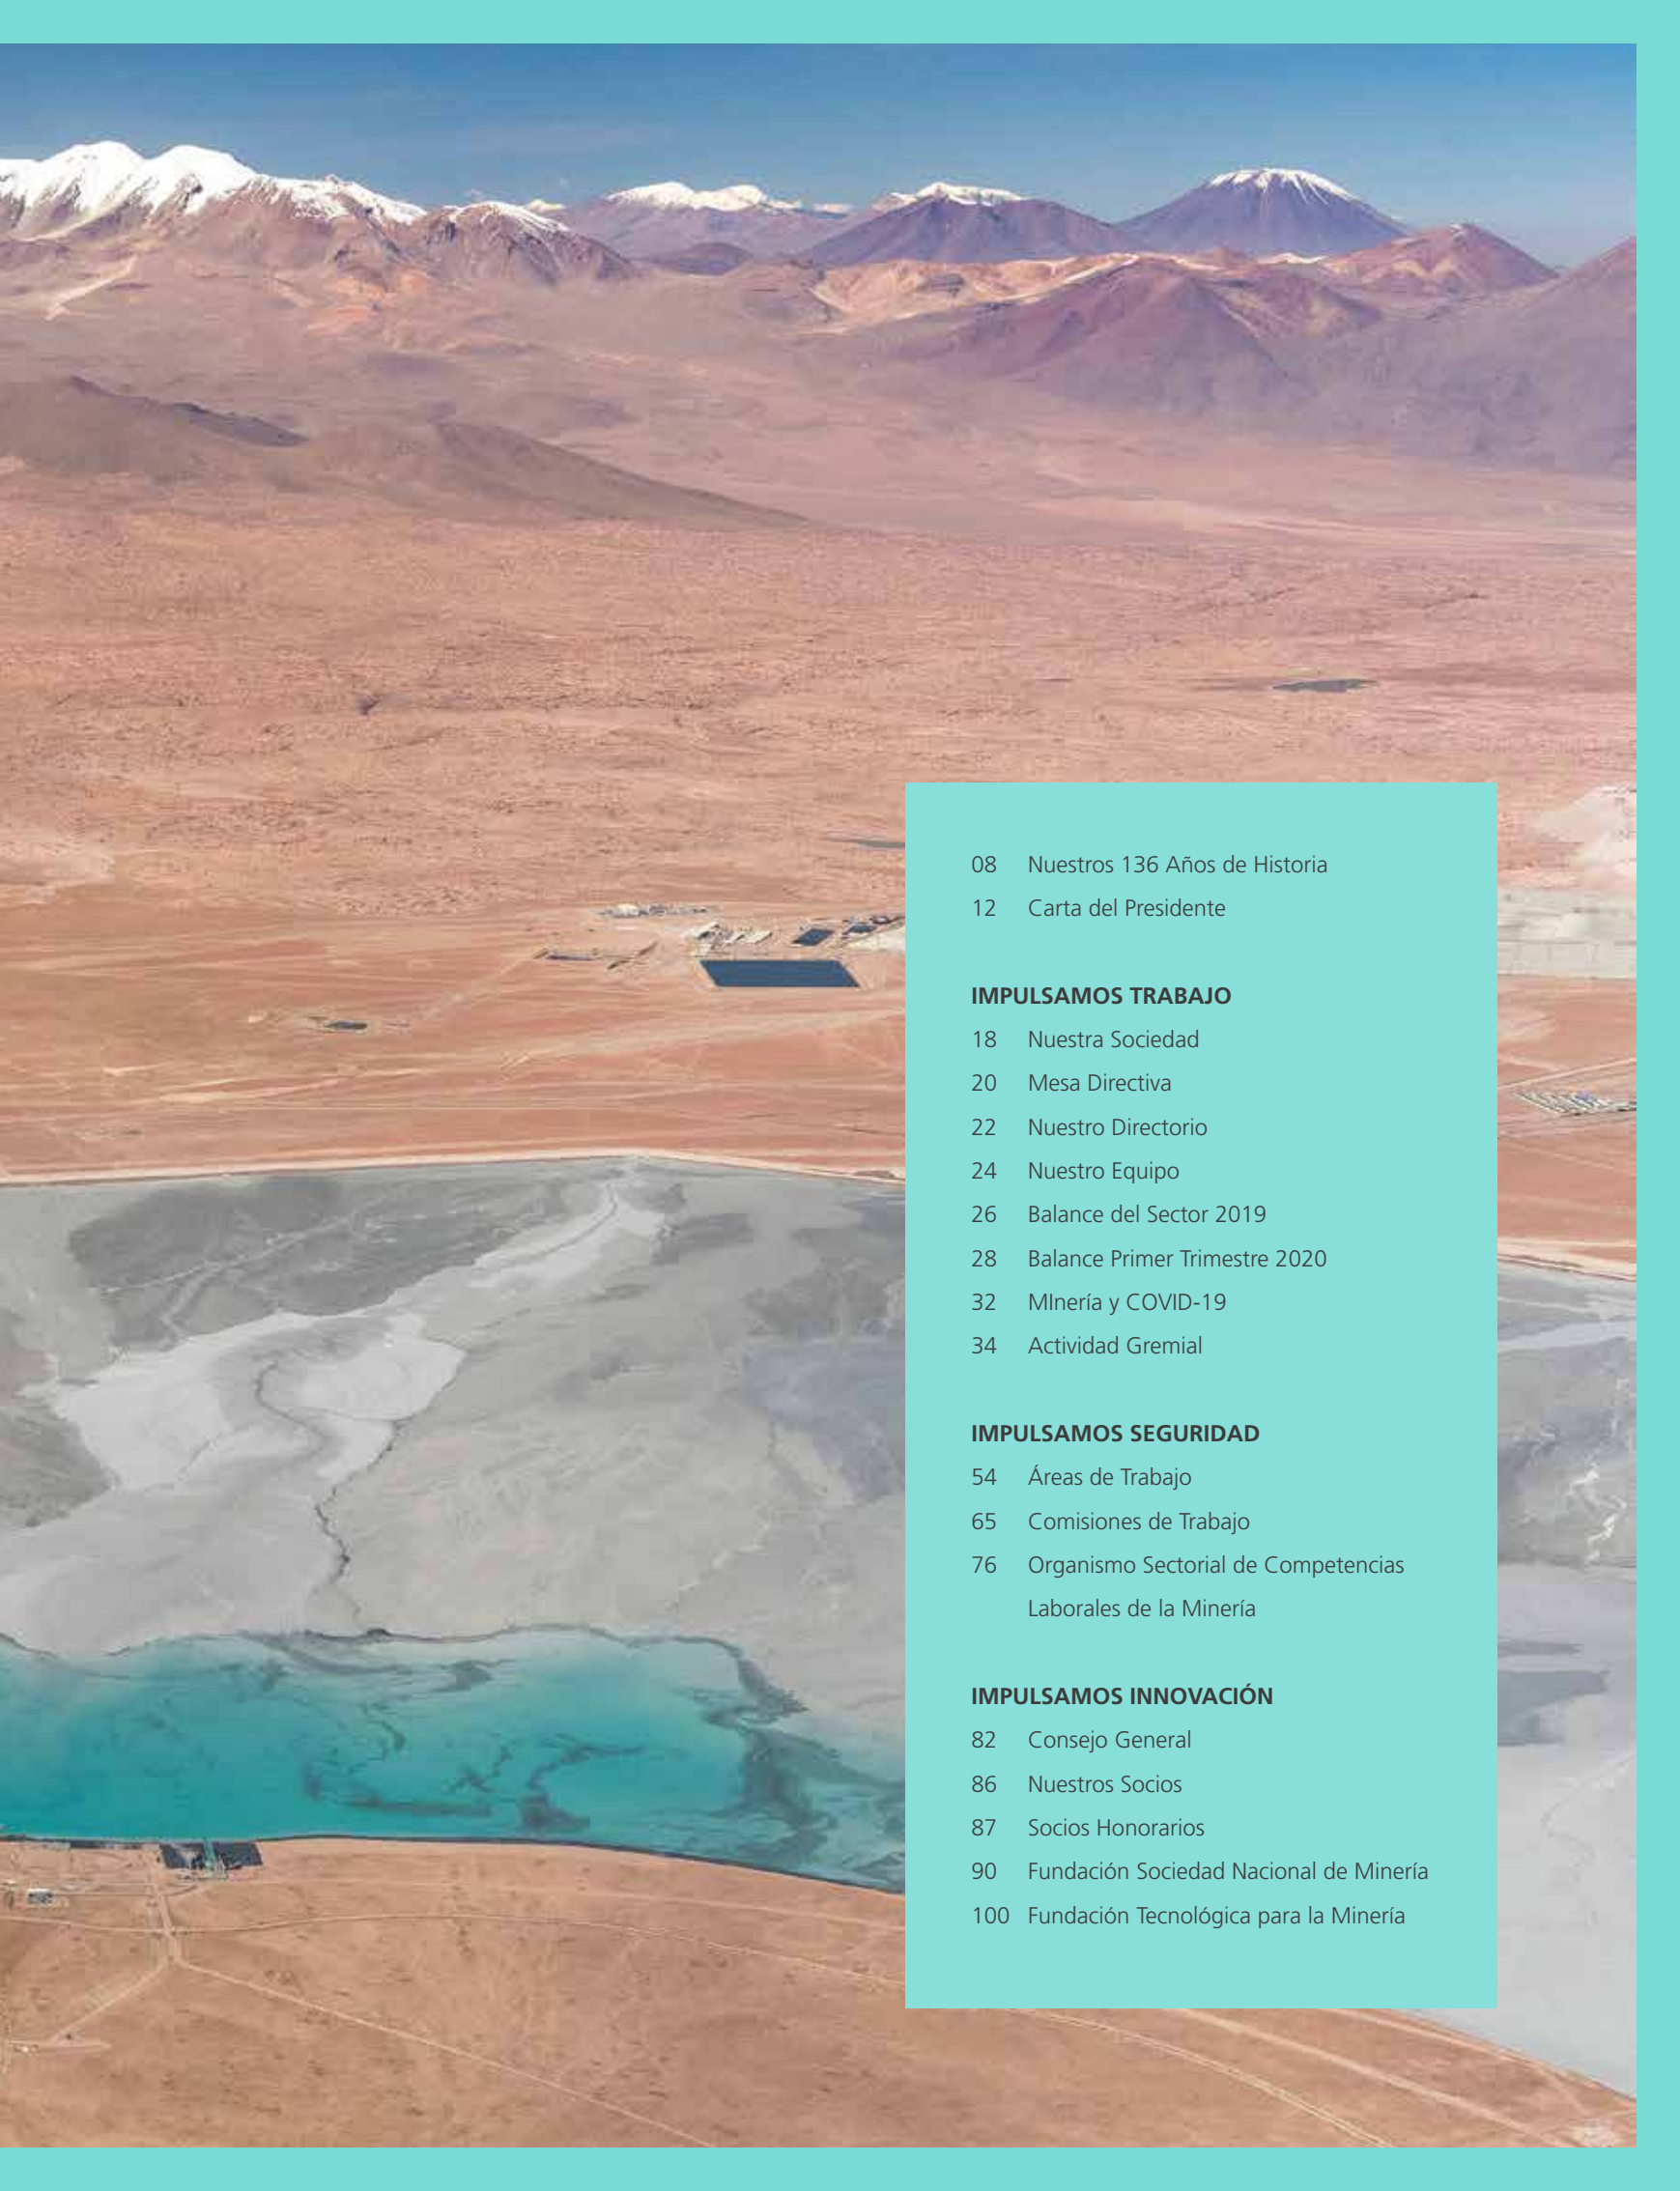 08 Nuestros 136 Años de Historia
12 Carta del Presidente
IMPULSAMOS TRABAJO
18 Nuestra Sociedad
20 Mesa Directiva
22 Nuestro Directorio
24 Nuestro Equipo
26 Balance del Sector 2019
28 Balance Primer Trimestre 2020
32 MInería y COVID-19
34 Actividad Gremial
IMPULSAMOS SEGURIDAD
54 Áreas de Trabajo
65 Comisiones de Trabajo
76 Organismo Sectorial de Competencias
Laborales de la Minería
IMPULSAMOS INNOVACIÓN
82 Consejo General
86 Nuestros Socios
87 Socios Honorarios
90 Fundación Sociedad Nacional de Minería
100 Fundación Tecnológica para la Minería